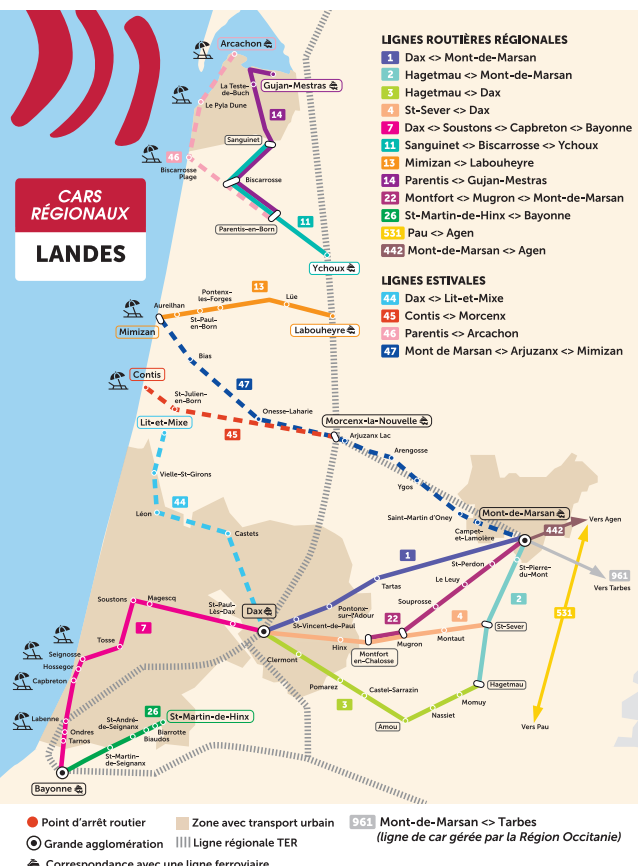 CARS
RÉGIONAUX
LANDES
LIGNES ROUTIÈRES RÉGIONALES
1 Dax <> Mont-de-Marsan
2 Hagetmau <> Mont-de-Marsan
3 Hagetmau <> Dax
4 St-Sever <> Dax
7 Dax <> Soustons <> Capbreton <> Bayonne
11 Sanguinet <> Biscarrosse <> Ychoux
13 Mimizan <> Labouheyre
14 Parentis <> Gujan-Mestras
22 Montfort <> Mugron <> Mont-de-Marsan
26 St-Martin-de-Hinx <> Bayonne
531 Pau <> Agen
442 Mont-de-Marsan <> Agen
LIGNES ESTIVALES
44 Dax <> Lit-et-Mixe
45 Contis <> Morcenx
46 Parentis <> Arcachon
47 Mont de Marsan <> Arjuzanx <> Mimizan
Arcachon
La Teste-
de-Buch
Gujan-Mestras
Le Pyla Dune
14
Sanguinet
46
Biscarrosse
Plage
Biscarrosse
Parentis-en-Born
11
Ychoux
13
Pontenx-
les-Forges
Lüe
Aureilhan
St-Paul-
en-Born
Mimizan
Labouheyre
Bias
Contis
47
St-Julien-
en-Born
Onesse-Laharie
Lit-et-Mixe
45
Morcenx-la-Nouvelle
Arjuzanx Lac
Arengosse
Vielle-St-Girons
Ygos
44
Léon
Saint-Martin d'Oney
Mont-de-Marsan
442
Vers Agen
Castets
Campet-
et-Lamolère
1
St-Perdon
St-Pierre-
du-Mont
961
Vers Tarbes
Tartas
Le Leuy
2
Soustons
Magescq
St-Paul-
Lès-Dax
Dax
Pontonx-
sur-l'Adour
Souprosse
531
St-Vincent-de-Paul
22
4
St-Sever
7
Tosse
Hinx
Mugron
Montaut
Montfort
en-Chalosse
Seignosse
Hossegor
Clermont
Capbreton
Pomarez
Castel-Sarrazin
Hagetmau
3
Momuy
Nassiet
Amou
Vers Pau
Labenne
St-André-
de-Seignanx
26
St-Martin-de-Hinx
Ondres
Tarnos
Biarrotte
Biaudos
St-Martin-
de-Seignanx
Bayonne
Point d'arrêt routier
Zone avec transport urbain
961 Mont-de-Marsan <> Tarbes
(ligne de car gérée par la Région Occitanie)
Grande agglomération
Ligne régionale TER
Correspondance avec une ligne ferroviaire